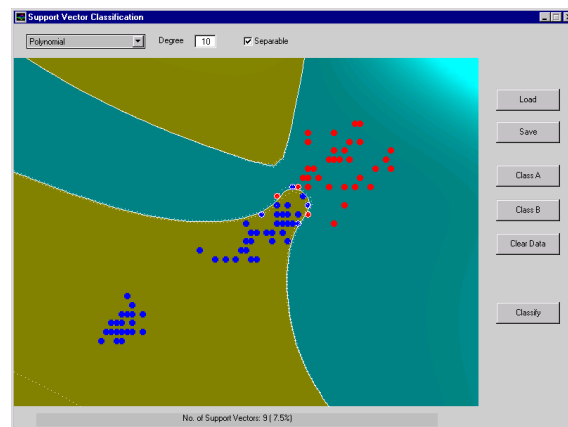 Support Vector Classification
Polynomial Degree 10 Separable
Load
Save
Class A
Class B
Clear Data
Classify
No. of Support Vectors: 9 ( 7.5%)